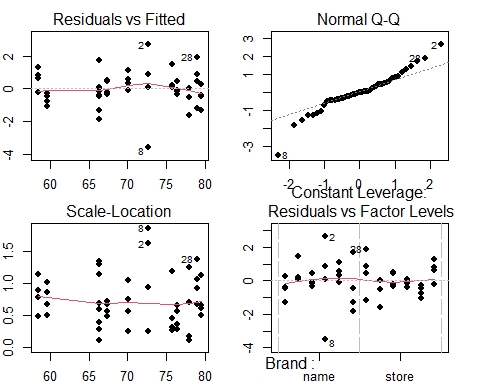 Residuals vs Fitted
2
28
8
2
0
-2
-4
60 65 70 75 80
Normal Q-Q
2
28
8
3
1
-1
-3
-2 -1 0 1 2
Scale-Location
8
2
28
1.5
1.0
0.5
0.0
60 65 70 75 80
Constant Leverage:
Residuals vs Factor Levels
2
28
8
2
0
-2
-4
Brand :
name store